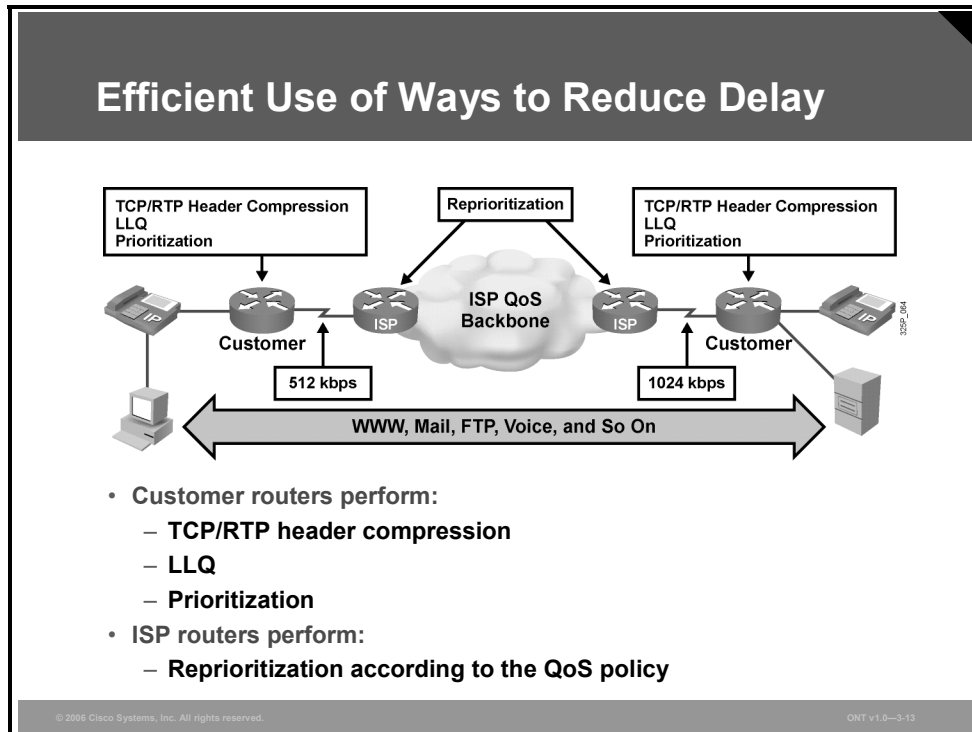 Efficient Use of Ways to Reduce Delay
TCP/RTP Header Compression
LLQ
Prioritization
Reprioritization
TCP/RTP Header Compression
LLQ
Prioritization
IP
Customer
ISP
ISP QoS
Backbone
ISP
Customer
IP
325P_064
512 kbps
1024 kbps
WWW, Mail, FTP, Voice, and So On
• Customer routers perform:
– TCP/RTP header compression
– LLQ
– Prioritization
• ISP routers perform:
– Reprioritization according to the QoS policy
© 2006 Cisco Systems, Inc. All rights reserved.
ONT v1.0—3-13